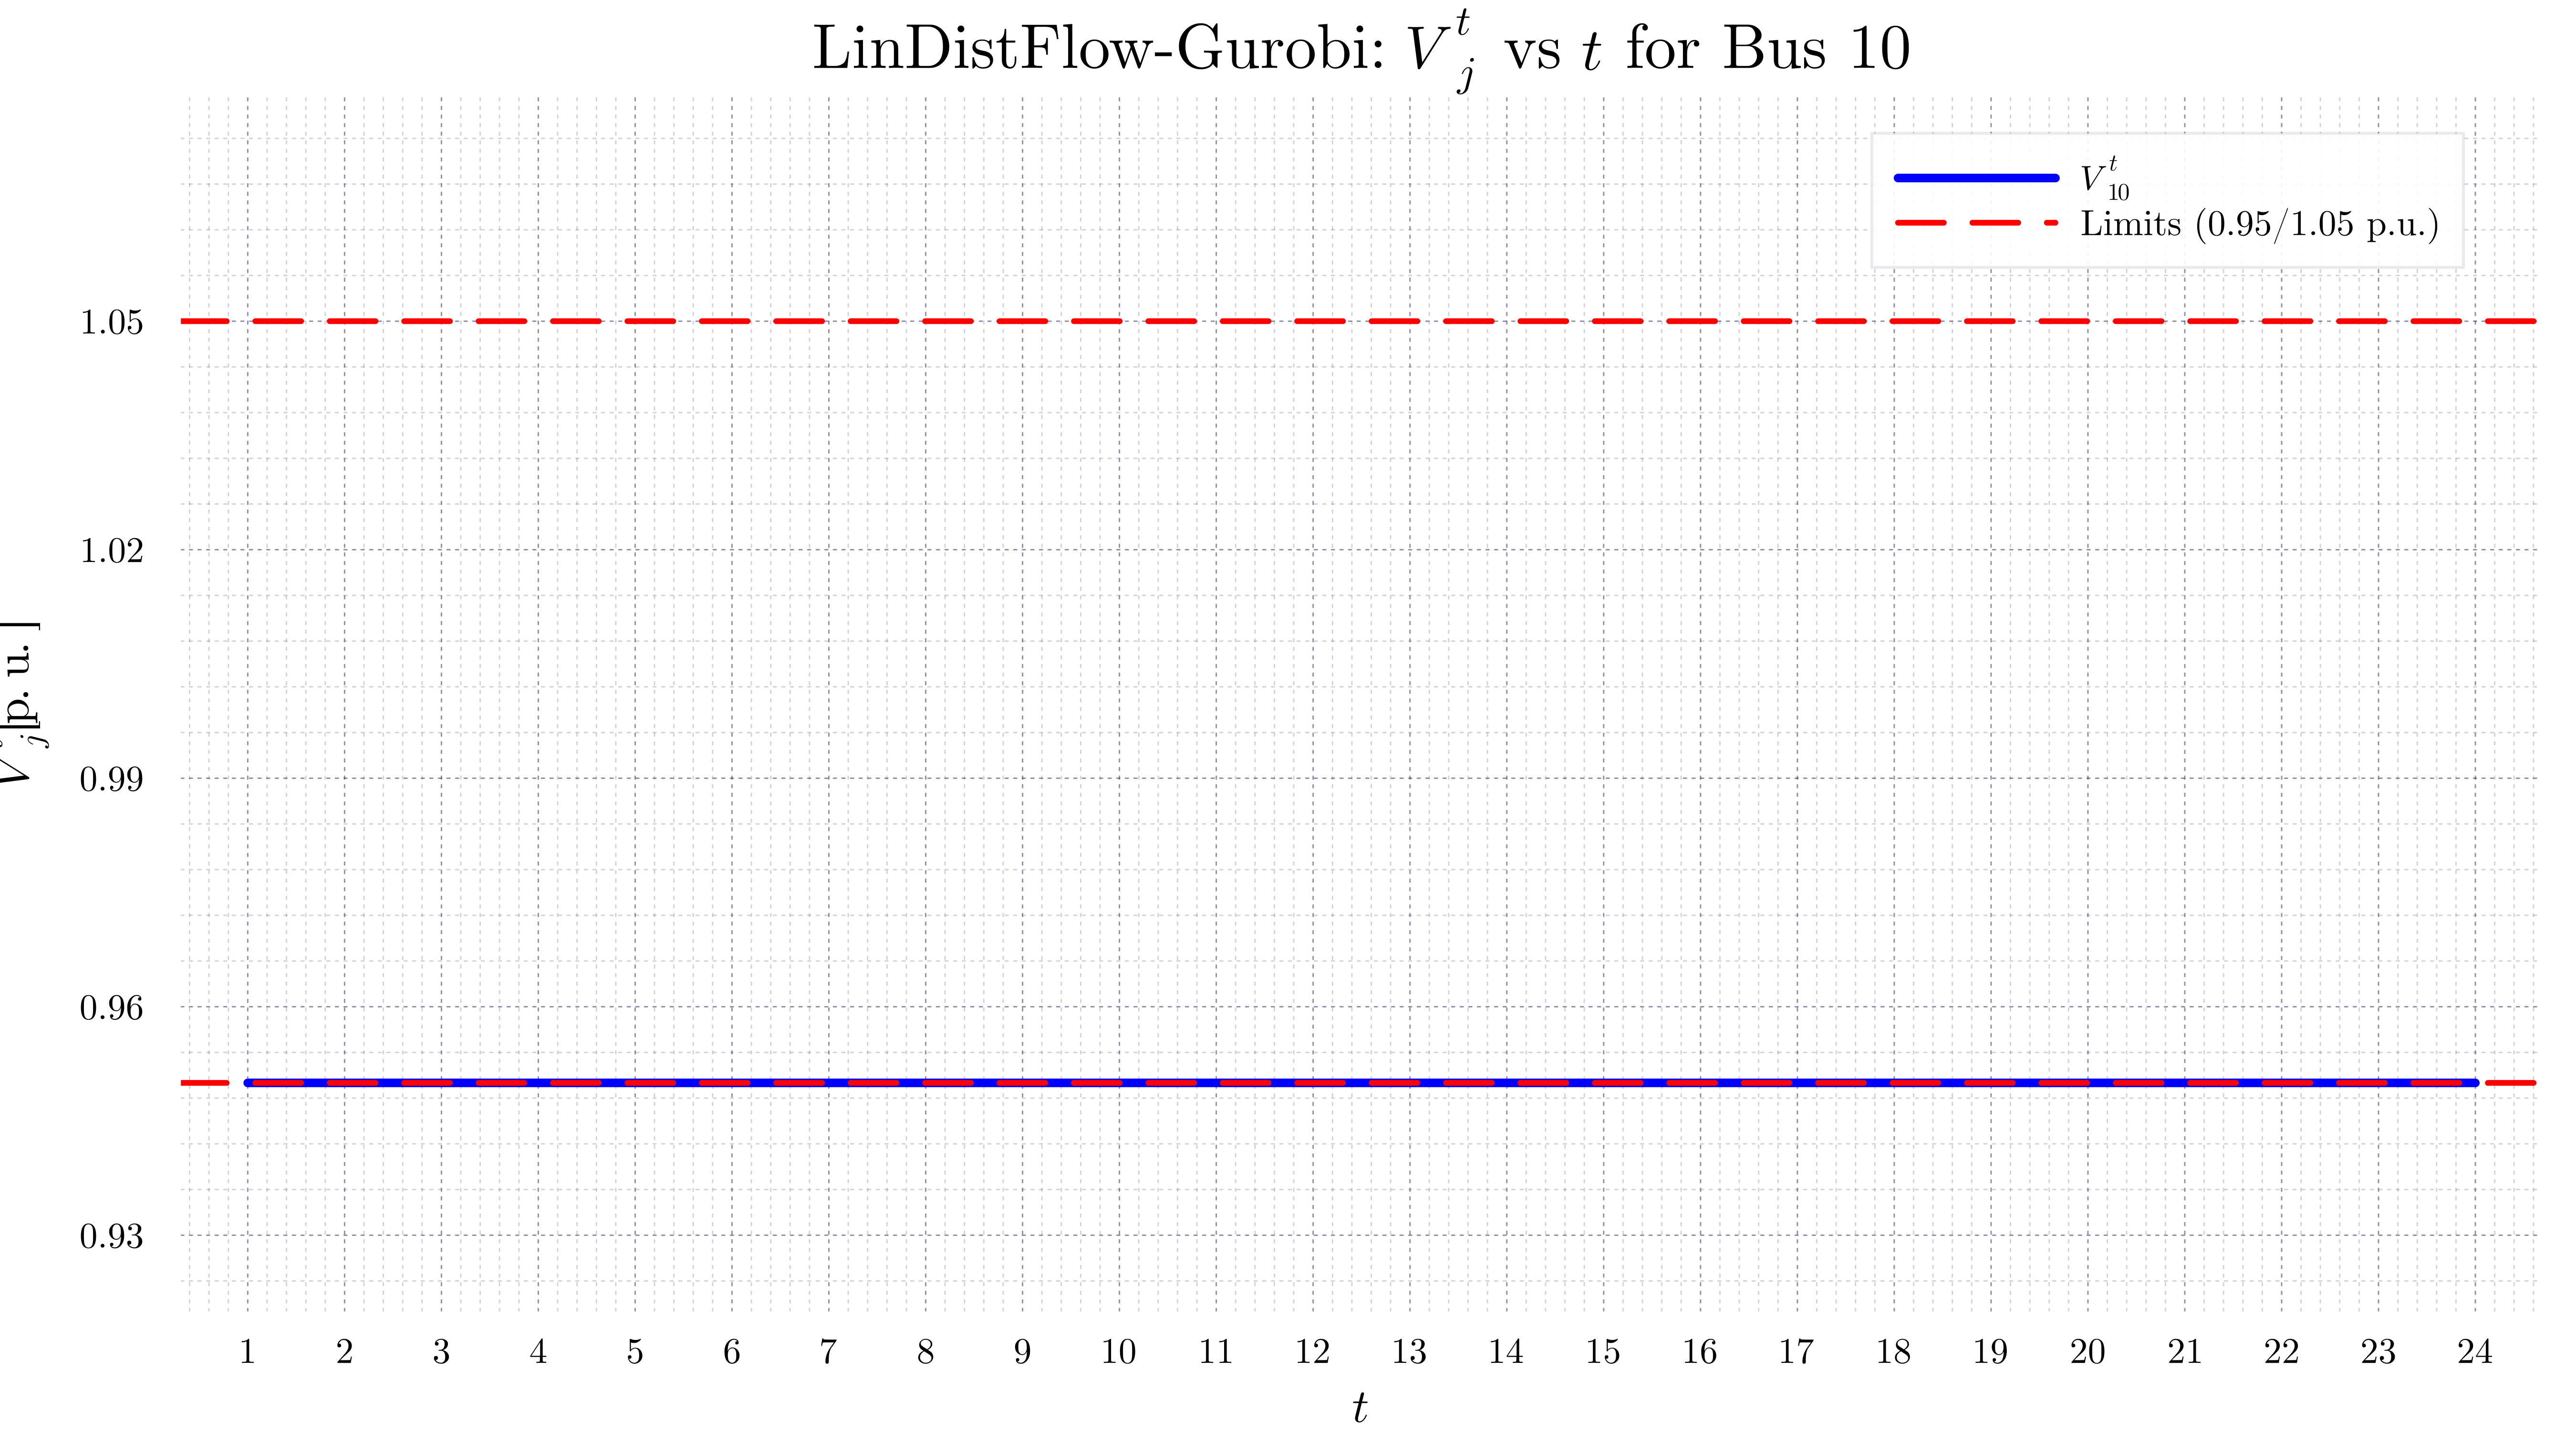 LinDistFlow-Gurobi: $V_j^t$ vs $t$ for Bus 10
$V_{10}^t$
Limits (0.95/1.05 p.u.)
1.05
1.02
0.99
0.96
0.93
$V_j$[p. u. ]
1 2 3 4 5 6 7 8 9 10 11 12 13 14 15 16 17 18 19 20 21 22 23 24
$t$